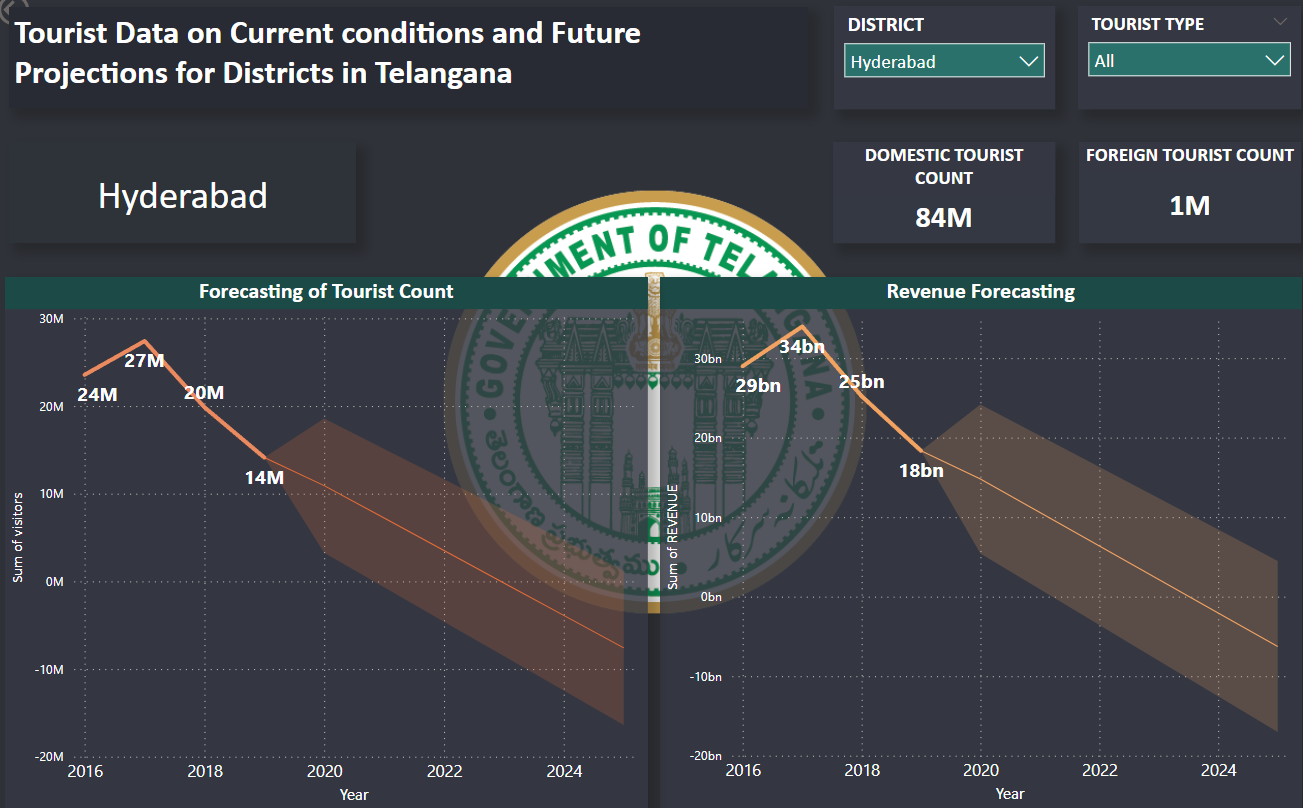 Tourist Data on Current conditions and Future
Projections for Districts in Telangana
DISTRICT
Hyderabad
TOURIST TYPE
All
Hyderabad
DOMESTIC TOURIST
COUNT
84M
FOREIGN TOURIST COUNT
1M
Forecasting of Tourist Count
30M
20M
10M
0M
-10M
-20M
Sum of visitors
24M
27M
20M
14M
2016
2018
2020
2022
2024
Year
Revenue Forecasting
30bn
20bn
10bn
0bn
-10bn
-20bn
Sum of REVENUE
29bn
34bn
25bn
18bn
2016
2018
2020
2022
2024
Year
తెలంగాణ ప్రభుత్వము